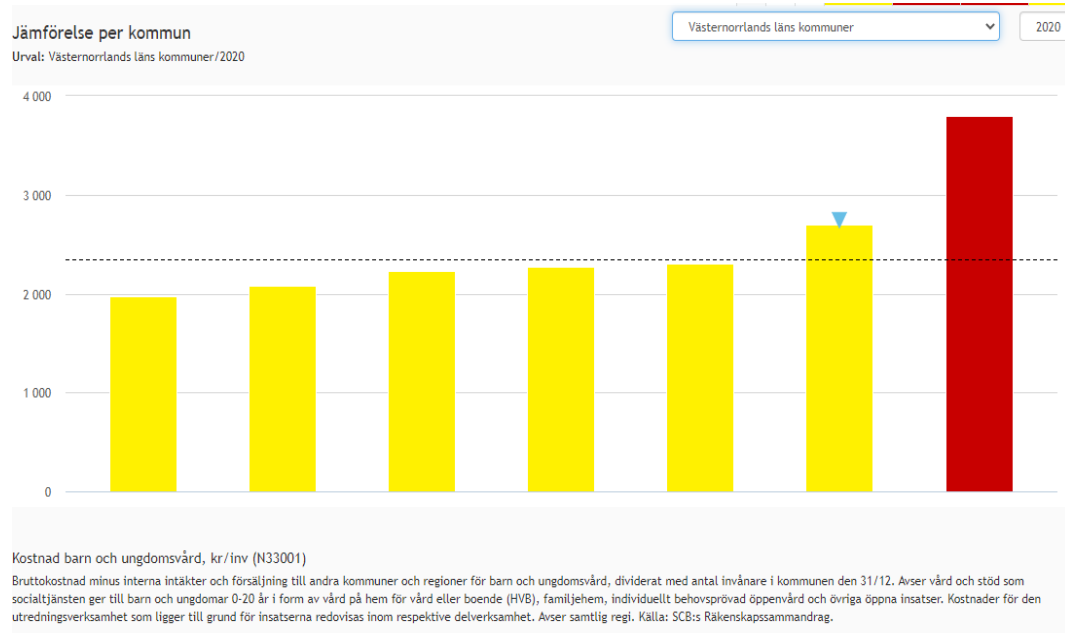 Jämförelse per kommun
Västernorrlands läns kommuner
2020
Urval: Västernorrlands läns kommuner/2020
4 000
3 000
2 000
1 000
0
Kostnad barn och ungdomsvård, kr/inv (N33001)
Bruttokostnad minus interna intäkter och försäljning till andra kommuner och regioner för barn och ungdomsvård, dividerat med antal invånare i kommunen den 31/12. Avser vård och stöd som
socialtjänsten ger till barn och ungdomar 0-20 år i form av vård på hem för vård eller boende (HVB), familjehem, individuellt behovsprövad öppenvård och övriga öppna insatser. Kostnader för den
utredningsverksamhet som ligger till grund för insatserna redovisas inom respektive delverksamhet. Avser samtlig regi. Källa: SCB:s Räkenskapssammandrag.